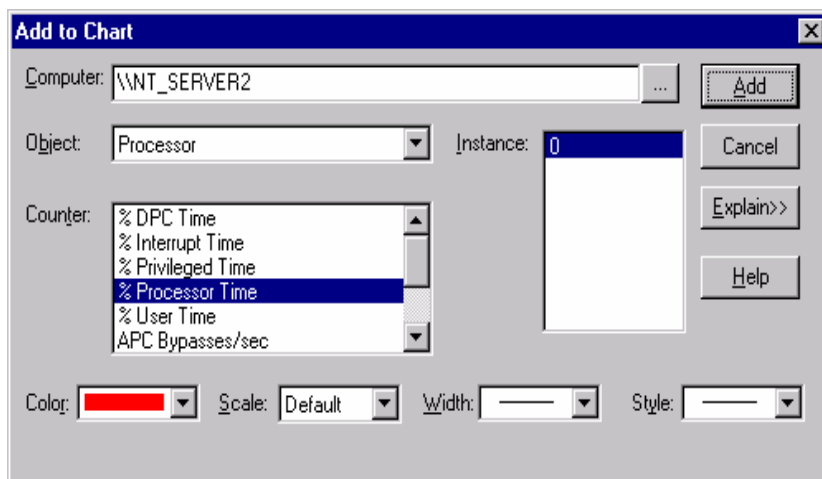 Add to Chart
Computer: \\NT_SERVER2 ... Add
Object: Processor Instance: 0 Cancel
Counter: % DPC Time Explain>>
% Interrupt Time
% Privileged Time
% Processor Time Help
% User Time
APC Bypasses/sec
Color: Scale: Default Width: Style: